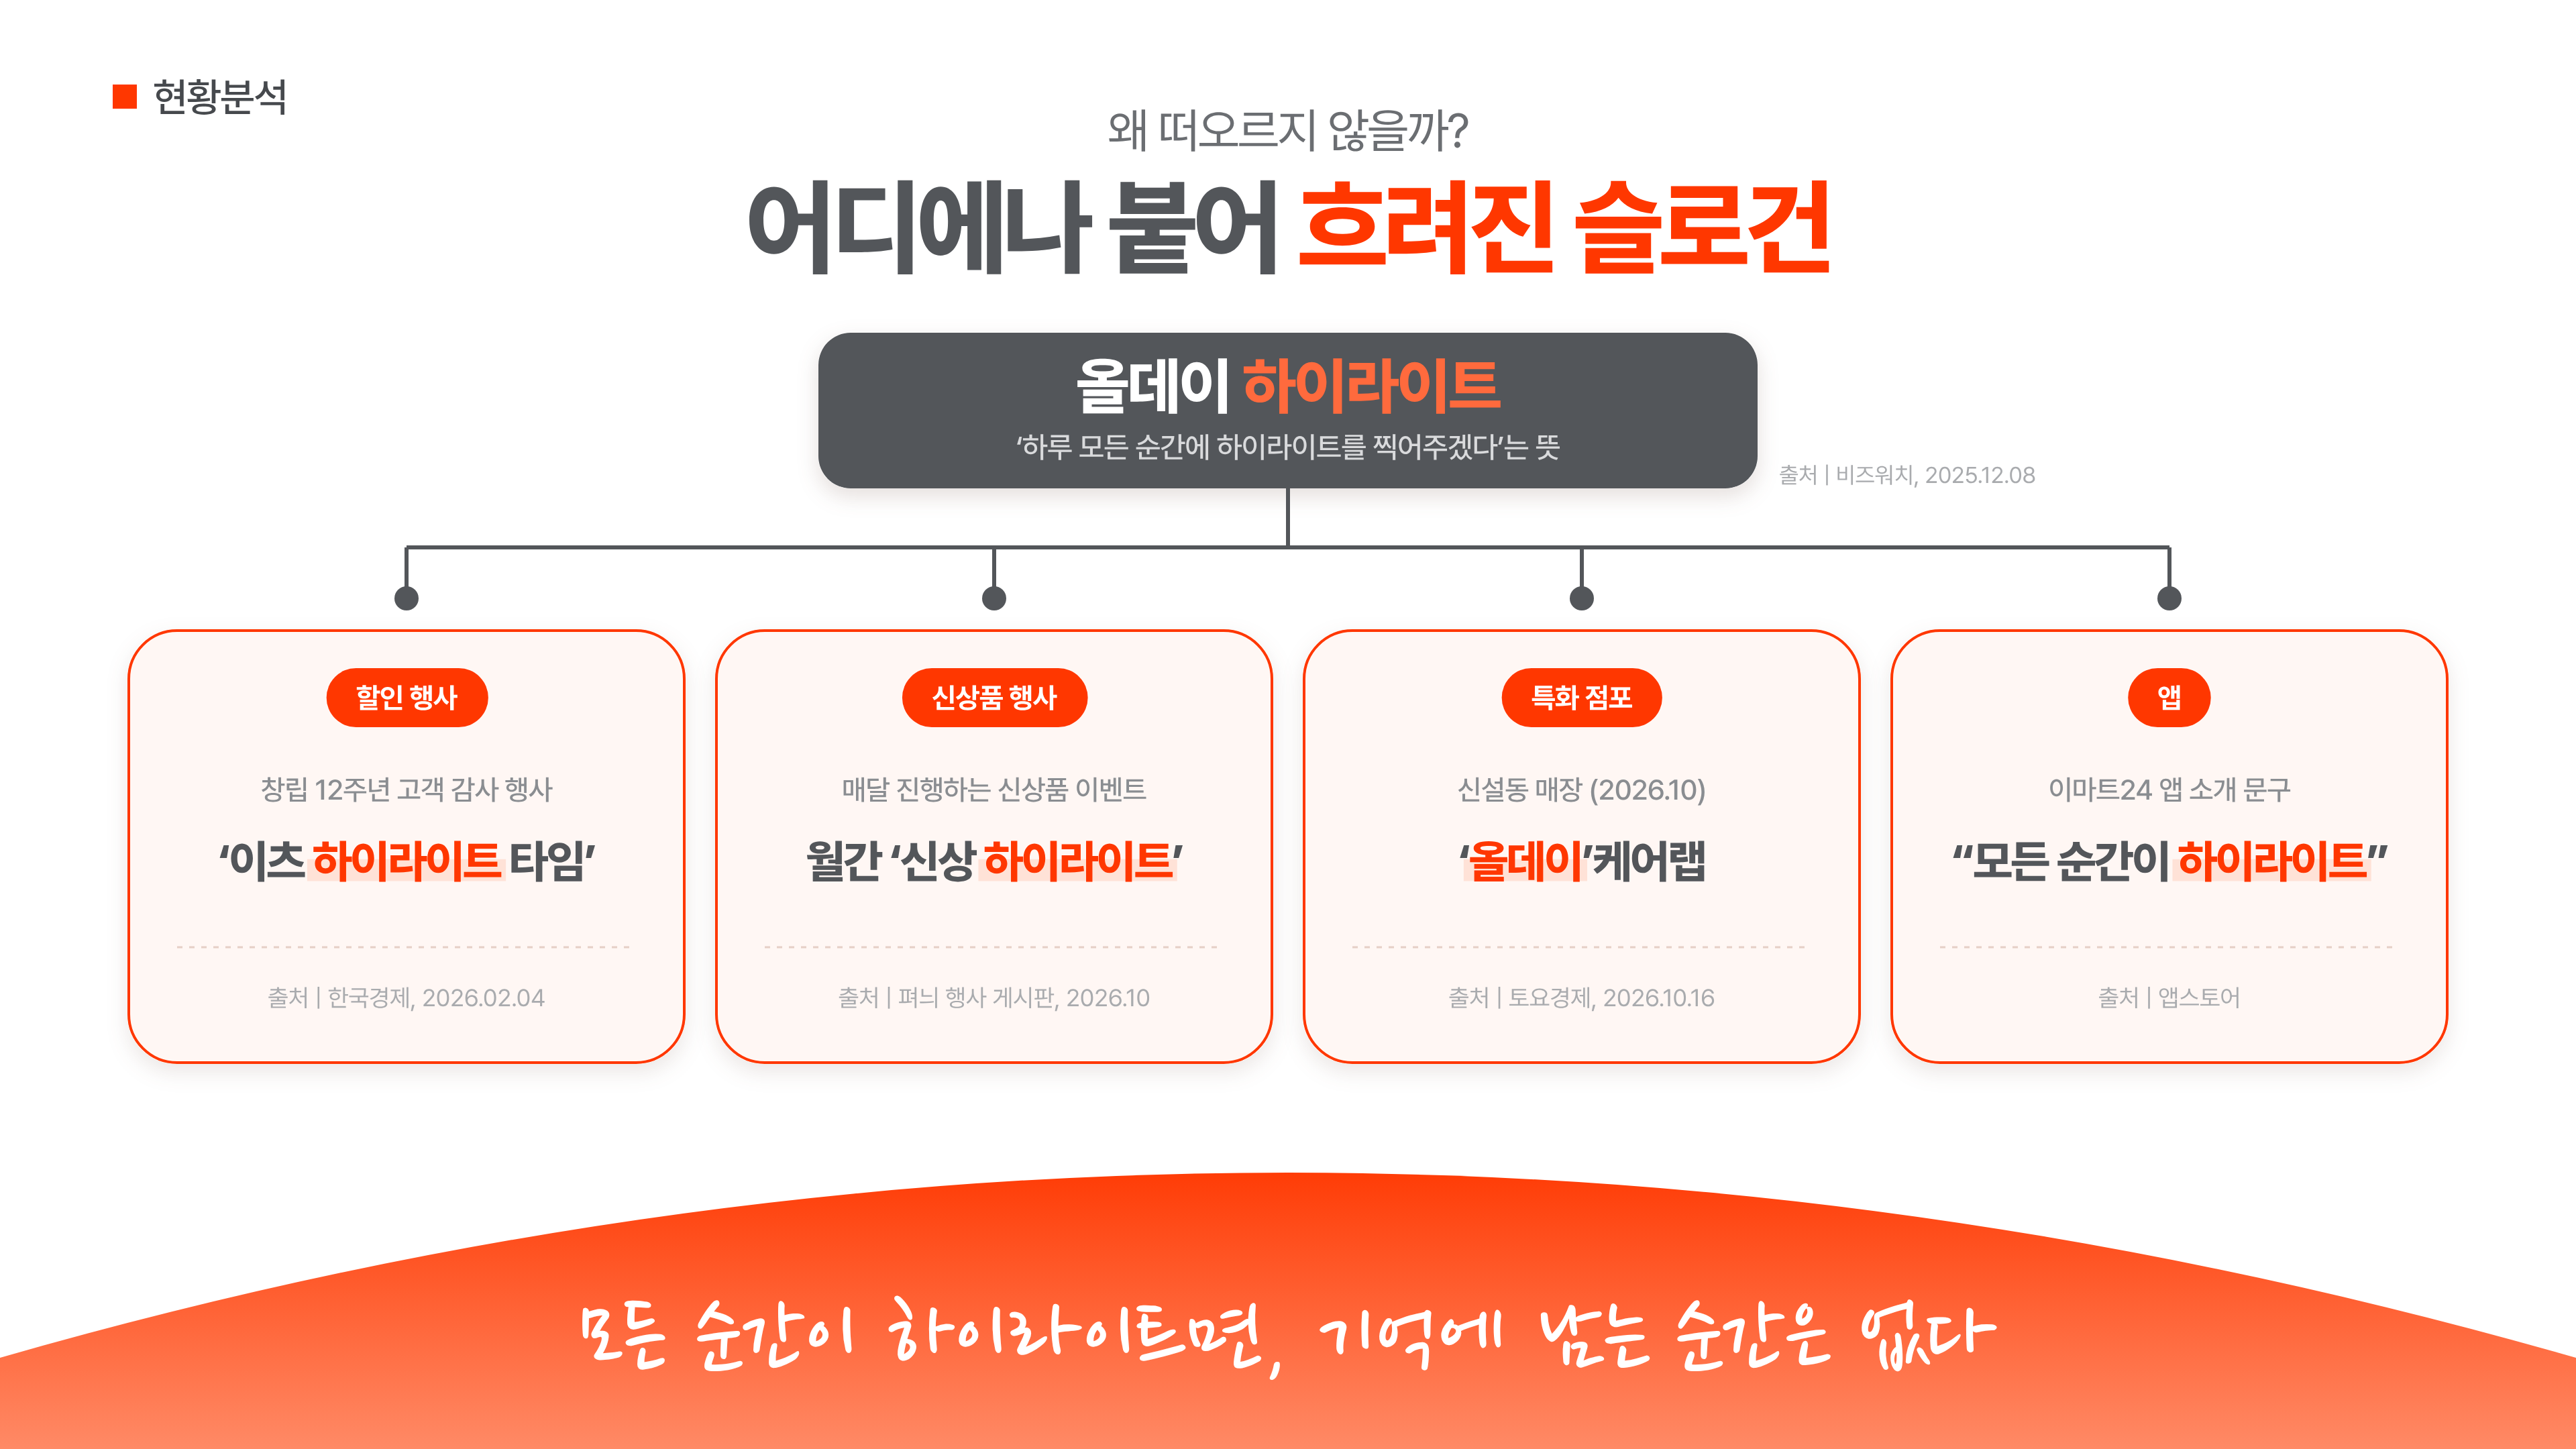 현황분석
왜 떠오르지 않을까?
어디에나 붙어 흐려진 슬로건
올데이 하이라이트
‘하루 모든 순간에 하이라이트를 찍어주겠다’는 뜻
출처 | 비즈워치, 2025.12.08
할인 행사
창립 12주년 고객 감사 행사
‘이츠 하이라이트 타임’
출처 | 한국경제, 2026.02.04
신상품 행사
매달 진행하는 신상품 이벤트
월간 ‘신상 하이라이트’
출처 | 펴늬 행사 게시판, 2026.10
특화 점포
신설동 매장 (2026.10)
‘올데이’케어랩
출처 | 토요경제, 2026.10.16
앱
이마트24 앱 소개 문구
“모든 순간이 하이라이트”
출처 | 앱스토어
모든 순간이 하이라이트면, 기억에 남는 순간은 없다